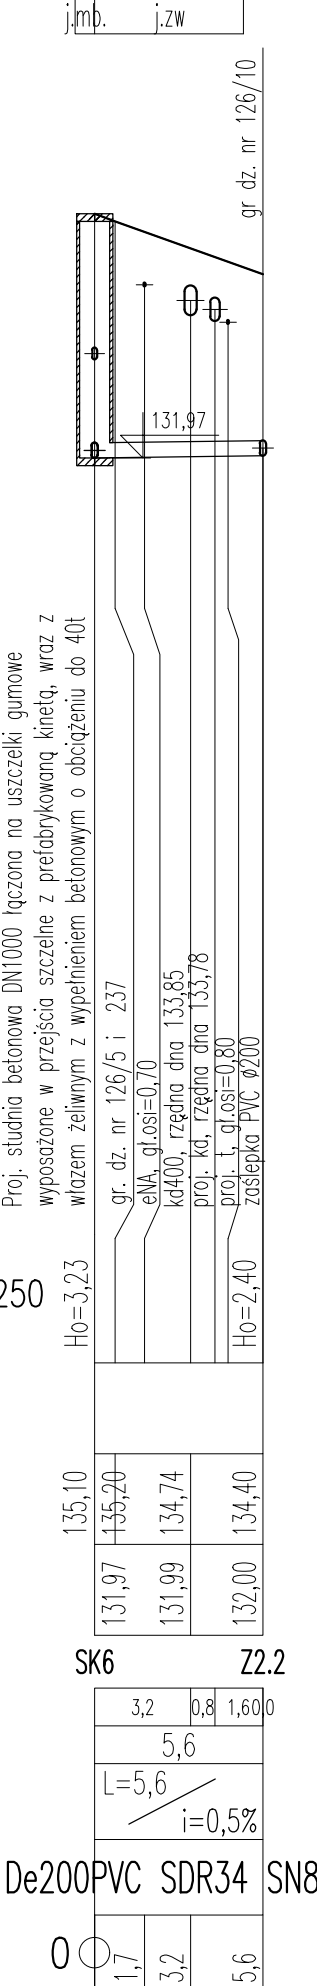 j.mb.
j.zw
gr dz. nr 126/10
131,97
Proj. studnia betonowa DN1000 łączona na uszczelki gumowe
wyposażone w przejścia szczelne z prefabrykowaną kinetą, wraz z
włazem żeliwnym z wypełnieniem betonowym o obciążeniu do 40t
gr. dz. nr 126/5 i 237
eNA, gł.osi=0,70
kd400, rzędna dna 133,85
proj. kd, rzędna dna 133,78
proj. t, gł.osi=0,80
zaślepka PVC ø200
250
Ho=3,23
Ho=2,40
135,10
135,20
134,74
134,40
131,97
131,99
132,00
SK6
Z2.2
3,2
0,8
1,6
0,0
5,6
L=5,6
i=0,5%
De200PVC SDR34 SN8
0
1,7
3,2
5,6